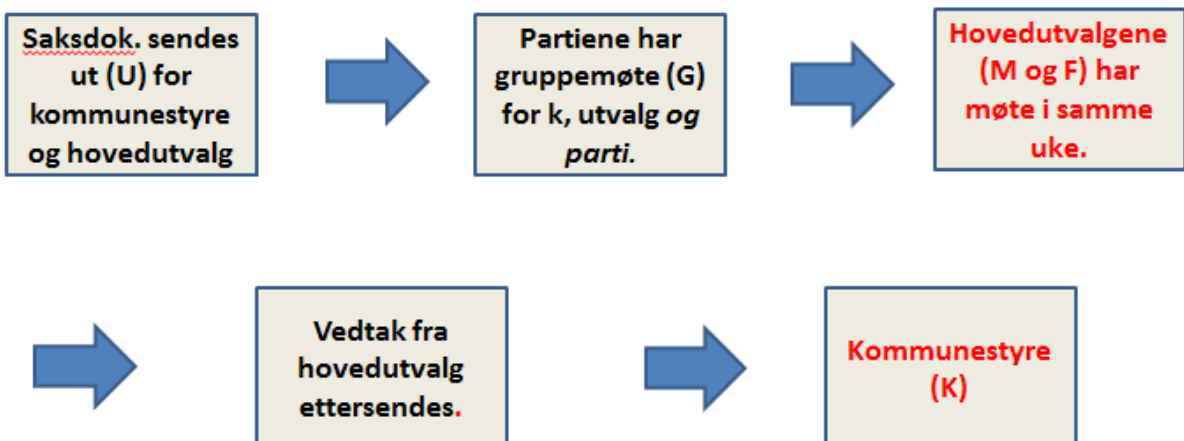 Saksdok. sendes
ut (U) for
kommunestyre
og hovedutvalg
Partiene har
gruppemøte (G)
for k, utvalg og
parti.
Hovedutvalgene
(M og F) har
møte i samme
uke.
Vedtak fra
hovedutvalg
ettersendes.
Kommunestyre
(K)